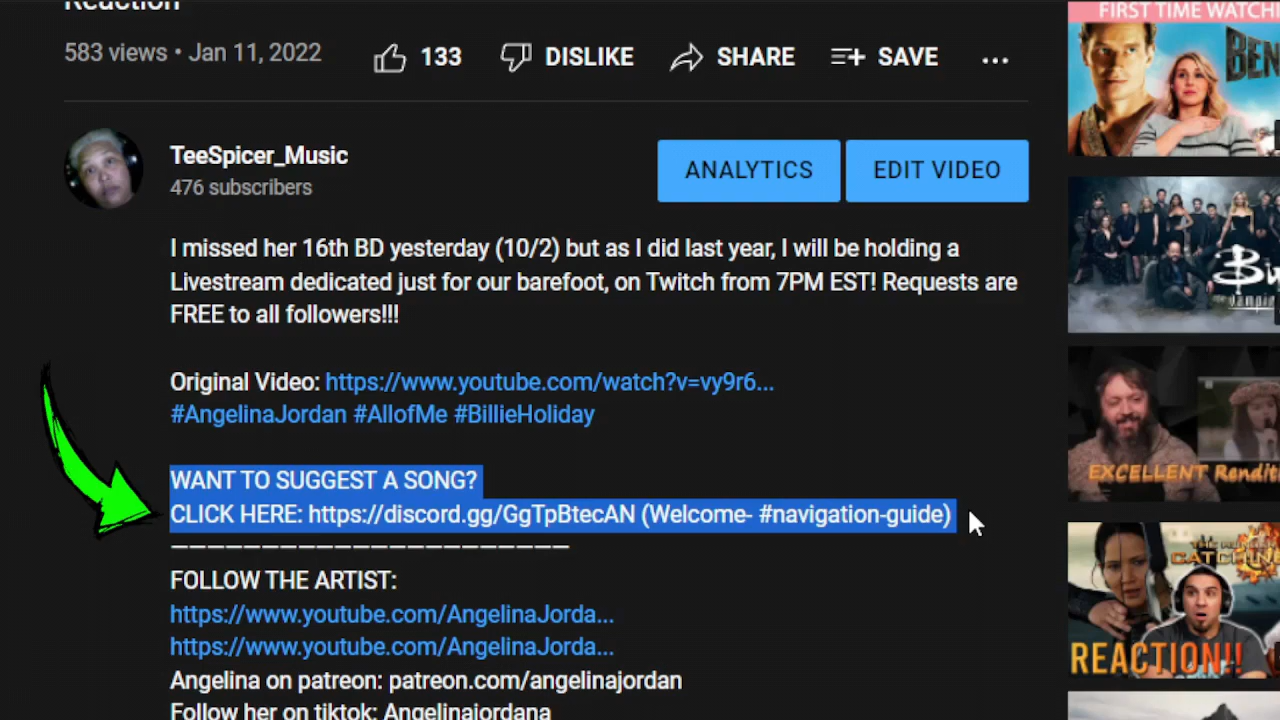 Reaction
583 views • Jan 11, 2022
133
DISLIKE
SHARE
SAVE
TeeSpicer_Music
476 subscribers
ANALYTICS
EDIT VIDEO
I missed her 16th BD yesterday (10/2) but as I did last year, I will be holding a
Livestream dedicated just for our barefoot, on Twitch from 7PM EST! Requests are
FREE to all followers!!!
Original Video: https://www.youtube.com/watch?v=vy9r6...
#AngelinaJordan #AllofMe #BillieHoliday
WANT TO SUGGEST A SONG?
CLICK HERE: https://discord.gg/GgTpBtecAN (Welcome- #navigation-guide)
——————————————————————
FOLLOW THE ARTIST:
https://www.youtube.com/AngelinaJorda...
https://www.youtube.com/AngelinaJorda...
Angelina on patreon: patreon.com/angelinajordan
Follow her on tiktok: Angelinajordana
FIRST TIME WATCHI
BEN
EXCELLENT Rendit
CATCHING
REACTION!!